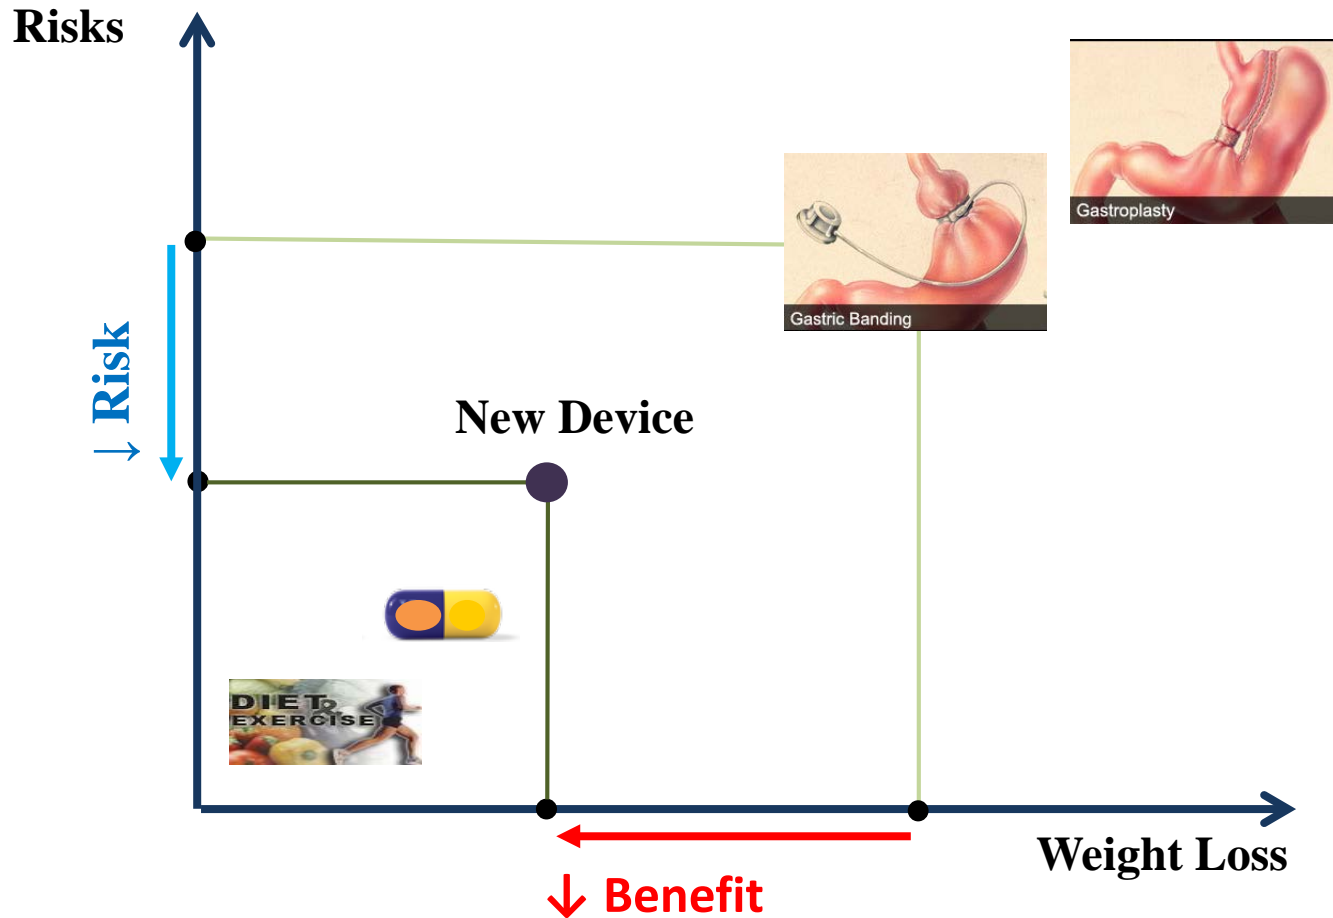 Risks
Gastroplasty
Gastric Banding
↓ Risk
New Device
DIET &
EXERCISE
Weight Loss
↓ Benefit